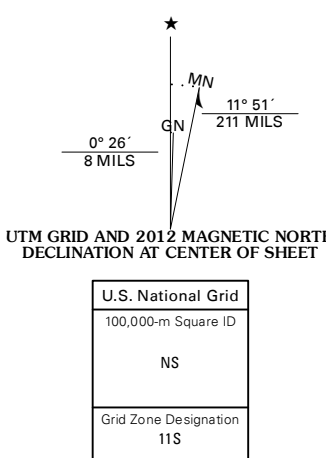 ★
MN
GN
11° 51´
211 MILS
0° 26´
8 MILS
UTM GRID AND 2012 MAGNETIC NORTH
DECLINATION AT CENTER OF SHEET
U.S. National Grid
100,000-m Square ID
NS
Grid Zone Designation
11S